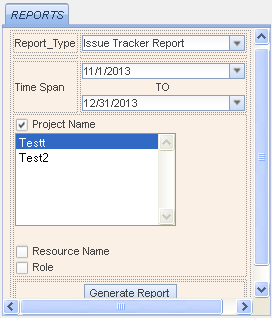 REPORTS
Report_Type Issue Tracker Report
11/1/2013
Time Span TO
12/31/2013
Project Name
Testt
Test2
Resource Name
Role
Generate Report